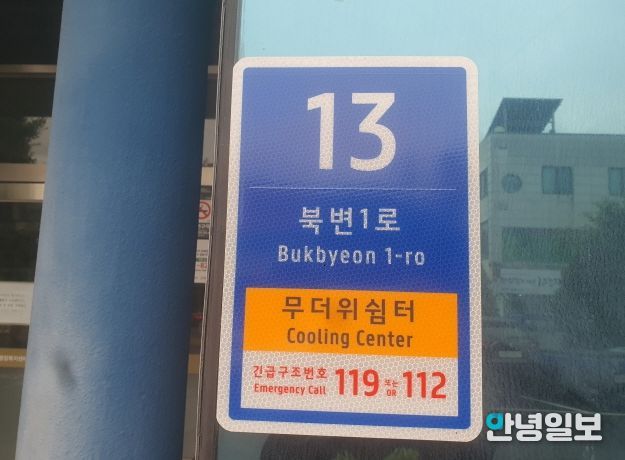 13
북변1로
Bukbyeon 1-ro
무더위쉼터
Cooling Center
긴급구조번호 119 또는 112
Emergency Call OR
안녕일보